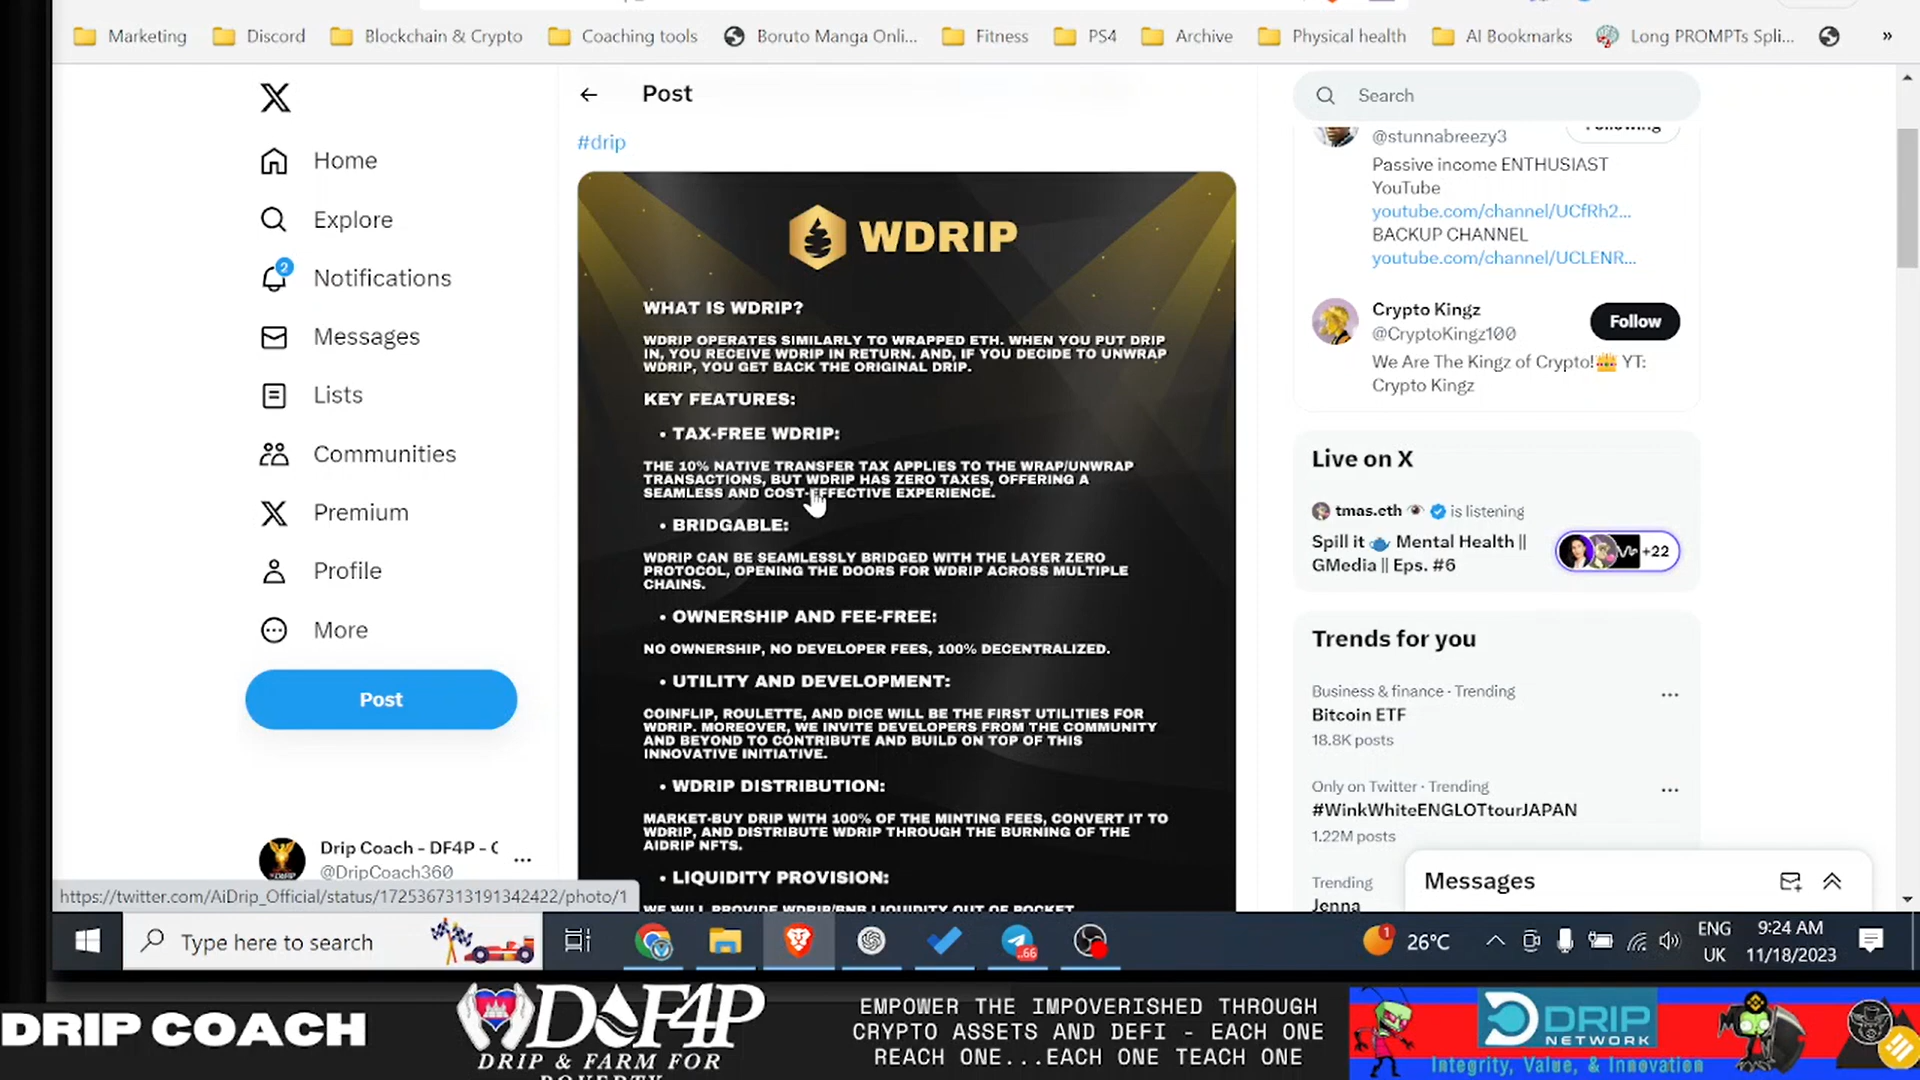 Marketing
Discord
Blockchain & Crypto
Coaching tools
Boruto Manga Onli...
Fitness
PS4
Archive
Physical health
AI Bookmarks
Long PROMPTs Spli...
»
Home
Explore
2
Notifications
Messages
Lists
Communities
Premium
Profile
More
Post
Drip Coach - DF4P - C
@DripCoach360
Post
#drip
WDRIP
WHAT IS WDRIP?
WDRIP OPERATES SIMILARLY TO WRAPPED ETH. WHEN YOU PUT DRIP
IN, YOU RECEIVE WDRIP IN RETURN. AND, IF YOU DECIDE TO UNWRAP
WDRIP, YOU GET BACK THE ORIGINAL DRIP.
KEY FEATURES:
• TAX-FREE WDRIP:
THE 10% NATIVE TRANSFER TAX APPLIES TO THE WRAP/UNWRAP
TRANSACTIONS, BUT WDRIP HAS ZERO TAXES, OFFERING A
SEAMLESS AND COST-EFFECTIVE EXPERIENCE.
• BRIDGABLE:
WDRIP CAN BE SEAMLESSLY BRIDGED WITH THE LAYER ZERO
PROTOCOL, OPENING THE DOORS FOR WDRIP ACROSS MULTIPLE
CHAINS.
• OWNERSHIP AND FEE-FREE:
NO OWNERSHIP, NO DEVELOPER FEES, 100% DECENTRALIZED.
• UTILITY AND DEVELOPMENT:
COINFLIP, ROULETTE, AND DICE WILL BE THE FIRST UTILITIES FOR
WDRIP. MOREOVER, WE INVITE DEVELOPERS FROM THE COMMUNITY
AND BEYOND TO CONTRIBUTE AND BUILD ON TOP OF THIS
INNOVATIVE INITIATIVE.
• WDRIP DISTRIBUTION:
MARKET-BUY DRIP WITH 100% OF THE MINTING FEES, CONVERT IT TO
WDRIP, AND DISTRIBUTE WDRIP THROUGH THE BURNING OF THE
AIDRIP NFTS.
• LIQUIDITY PROVISION:
WE WILL PROVIDE WDRIP/BNB LIQUIDITY OUT OF POCKET
Search
Following
@stunnabreezy3
Passive income ENTHUSIAST
YouTube
youtube.com/channel/UCfRh2...
BACKUP CHANNEL
youtube.com/channel/UCLENR...
Crypto Kingz
@CryptoKingz100
Follow
We Are The Kingz of Crypto! YT:
Crypto Kingz
Live on X
tmas.eth is listening
Spill it Mental Health ||
GMedia || Eps. #6
+22
Trends for you
Business & finance · Trending
Bitcoin ETF
18.8K posts
Only on Twitter · Trending
#WinkWhiteENGLOTtourJAPAN
1.22M posts
Trending
Jenna
Messages
https://twitter.com/AiDrip_Official/status/1725367313191342422/photo/1
Type here to search
66
1
26°C
ENG
UK
9:24 AM
11/18/2023
DRIP COACH
DF4P
DRIP & FARM FOR
POVERTY
EMPOWER THE IMPOVERISHED THROUGH
CRYPTO ASSETS AND DEFI - EACH ONE
REACH ONE...EACH ONE TEACH ONE
DRIP
NETWORK
Integrity, Value, & Innovation